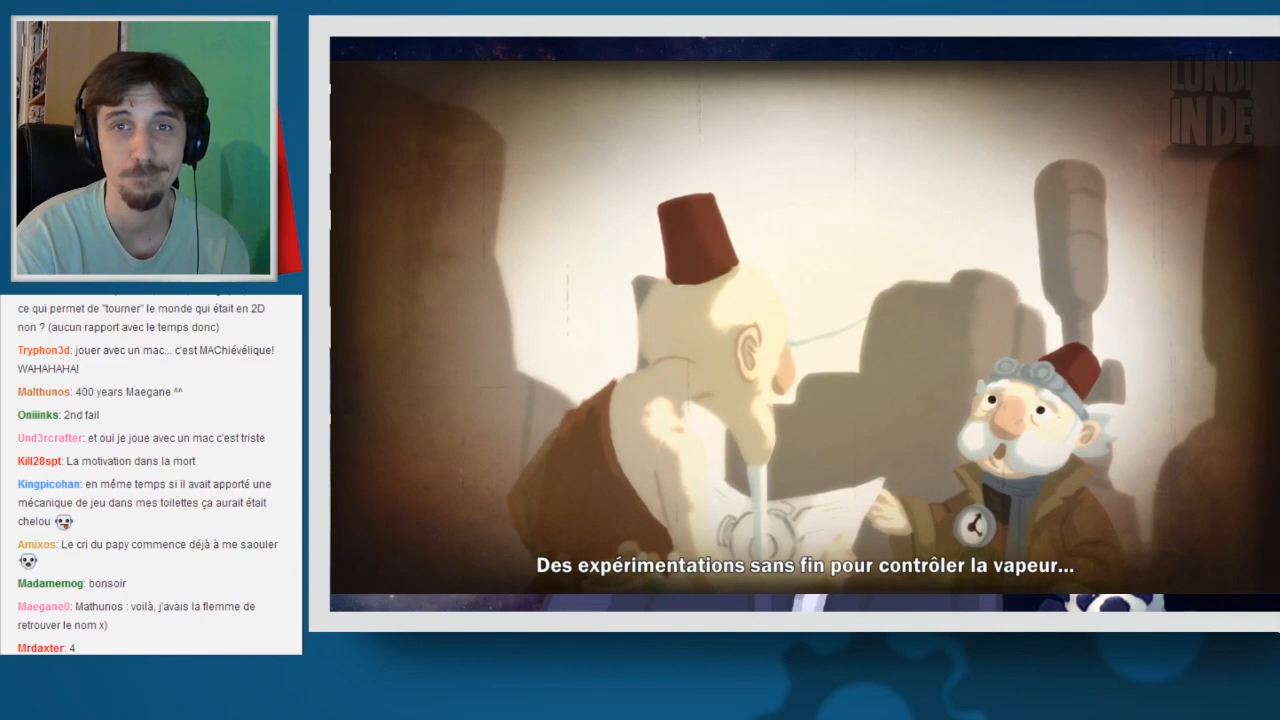 LUNDI
IN DE
ce qui permet de "tourner" le monde qui était en 2D
non ? (aucun rapport avec le temps donc)
Tryphon3d: jouer avec un mac... c'est MAChiévélique!
WAHAHAHA!
Malthunos: 400 years Maegane ^^
Oniiinks: 2nd fail
Und3rcrafter: et oui je joue avec un mac c'est triste
Kill28spt: La motivation dans la mort
Kingpicohan: en même temps si il avait apporté une
mécanique de jeu dans mes toilettes ça aurait était
chelou
Amixos: Le cri du papy commence déjà à me saouler
Madamemog: bonsoir
Maegane0: Mathunos : voilà, j'avais la flemme de
retrouver le nom x)
Mrdaxter: 4
Des expérimentations sans fin pour contrôler la vapeur...